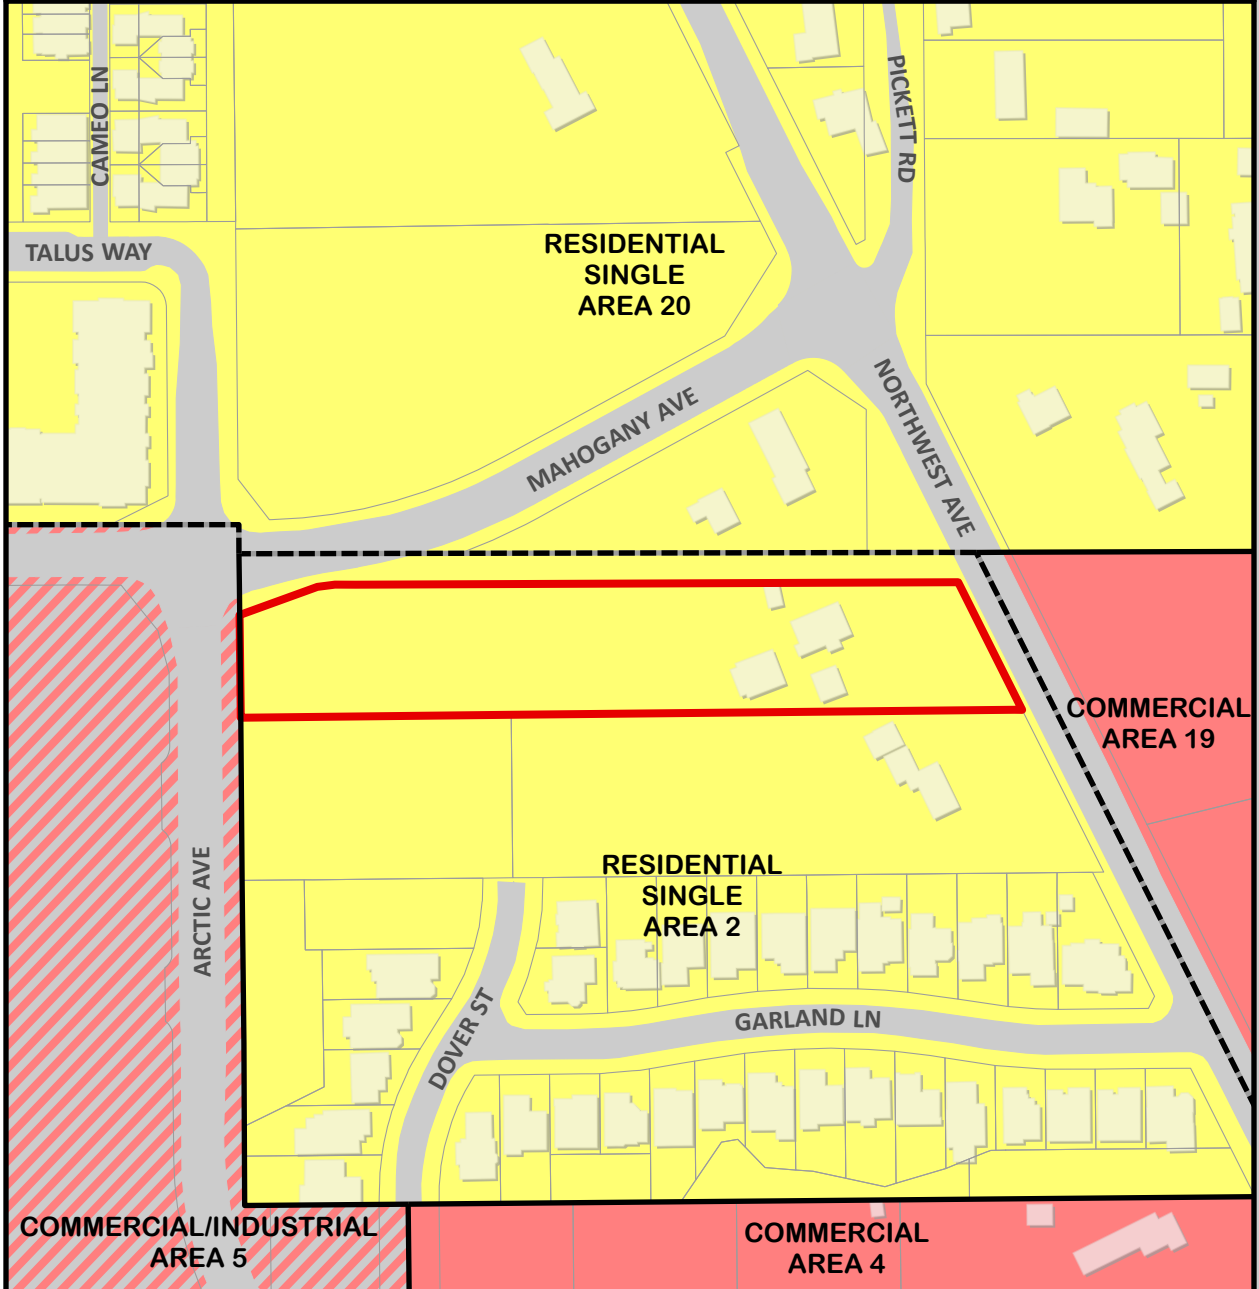 CAMEO LN
PICKETT RD
TALUS WAY
RESIDENTIAL
SINGLE
AREA 20
MAHOGANY AVE
NORTHWEST AVE
COMMERCIAL
AREA 19
ARCTIC AVE
RESIDENTIAL
SINGLE
AREA 2
DOVER ST
GARLAND LN
COMMERCIAL/INDUSTRIAL
AREA 5
COMMERCIAL
AREA 4